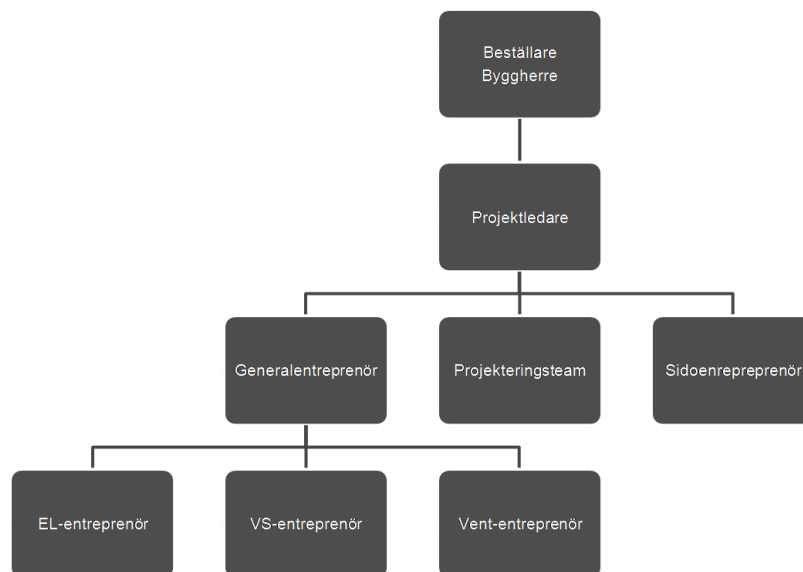 Beställare
Byggherre
Projektledare
Generalentreprenör
Projekteringsteam
Sidoenrepreprenör
EL-entreprenör
VS-entreprenör
Vent-entreprenör